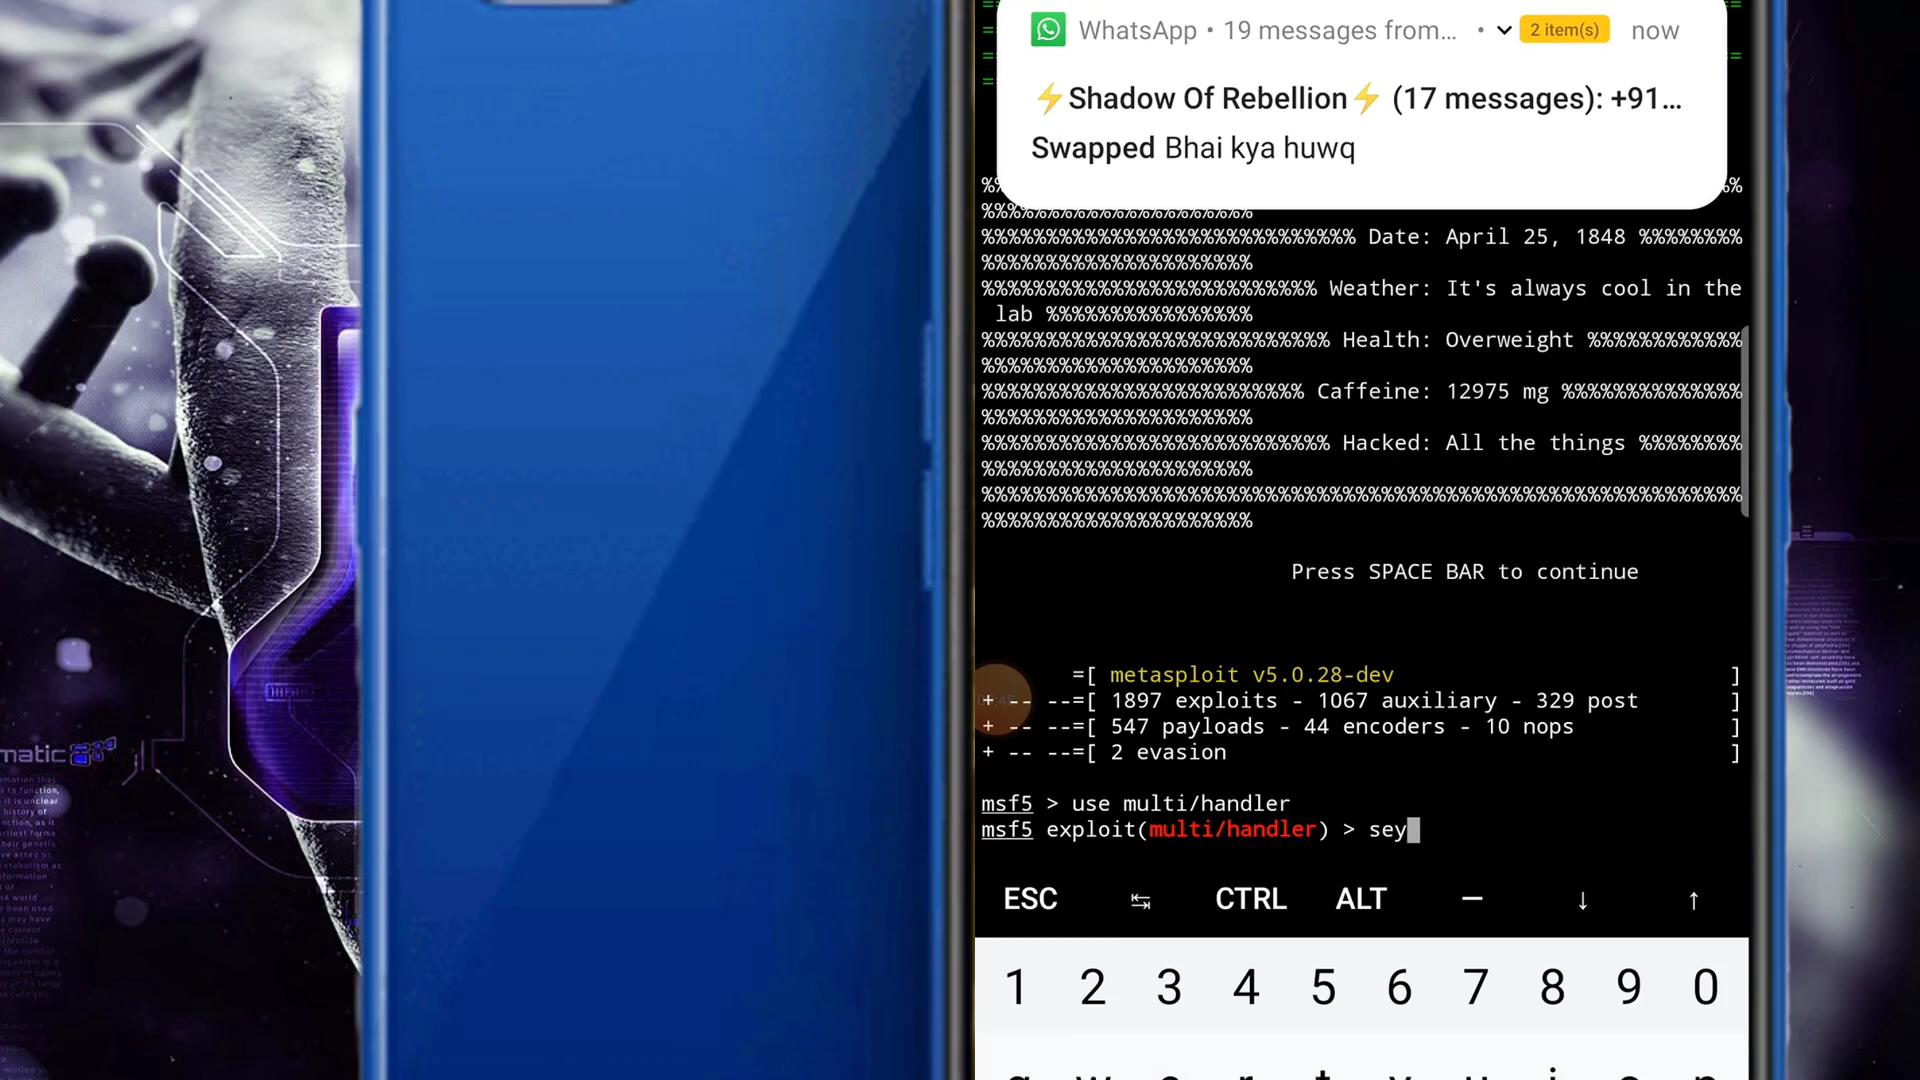 WhatsApp • 19 messages from... • 2 item(s) now
⚡Shadow Of Rebellion⚡ (17 messages): +91...
Swapped Bhai kya huwq
%%%%%%%%%%%%%%%%%%%%%
%%%%%%%%%%%%%%%%%%%%%%%%%%%%% Date: April 25, 1848 %%%%%%%%
%%%%%%%%%%%%%%%%%%%%%
%%%%%%%%%%%%%%%%%%%%%%%%%% Weather: It's always cool in the
lab %%%%%%%%%%%%%%%%
%%%%%%%%%%%%%%%%%%%%%%%%%%% Health: Overweight %%%%%%%%%%%%
%%%%%%%%%%%%%%%%%%%%%
%%%%%%%%%%%%%%%%%%%%%%%%% Caffeine: 12975 mg %%%%%%%%%%%%%%
%%%%%%%%%%%%%%%%%%%%%
%%%%%%%%%%%%%%%%%%%%%%%%%%% Hacked: All the things %%%%%%%%
%%%%%%%%%%%%%%%%%%%%%
%%%%%%%%%%%%%%%%%%%%%%%%%%%%%%%%%%%%%%%%%%%%%%%%%%%%%%%%%%%
%%%%%%%%%%%%%%%%%%%%%
Press SPACE BAR to continue
=[ metasploit v5.0.28-dev ]
+ -- --=[ 1897 exploits - 1067 auxiliary - 329 post ]
+ -- --=[ 547 payloads - 44 encoders - 10 nops ]
+ -- --=[ 2 evasion ]
msf5 > use multi/handler
msf5 exploit(multi/handler) > sey
ESC ↹ CTRL ALT — ↓ ↑
1 2 3 4 5 6 7 8 9 0
matic